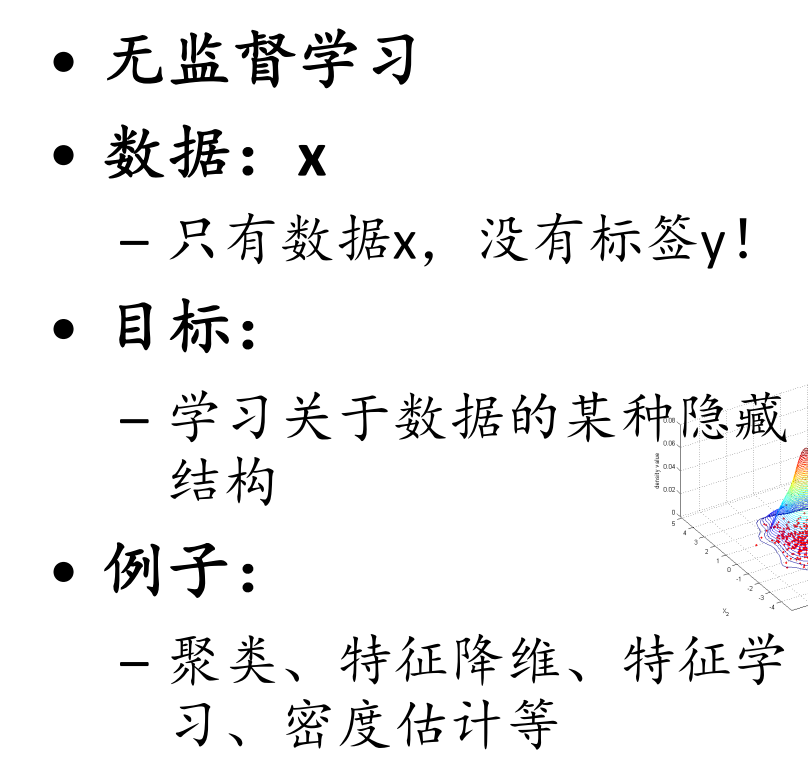 • 无监督学习
• 数据：x
– 只有数据x，没有标签y！
• 目标：
– 学习关于数据的某种隐藏
结构
0.08
0.06
0.04
0.02
0
density value
5
4
3
2
1
0
-1
-2
-3
-4
x₂
• 例子：
– 聚类、特征降维、特征学
习、密度估计等